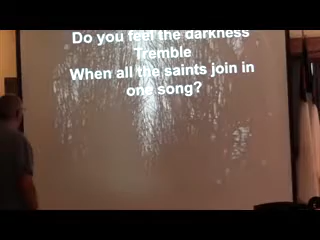 Do you feel the darkness
Tremble
When all the saints join in
one song?